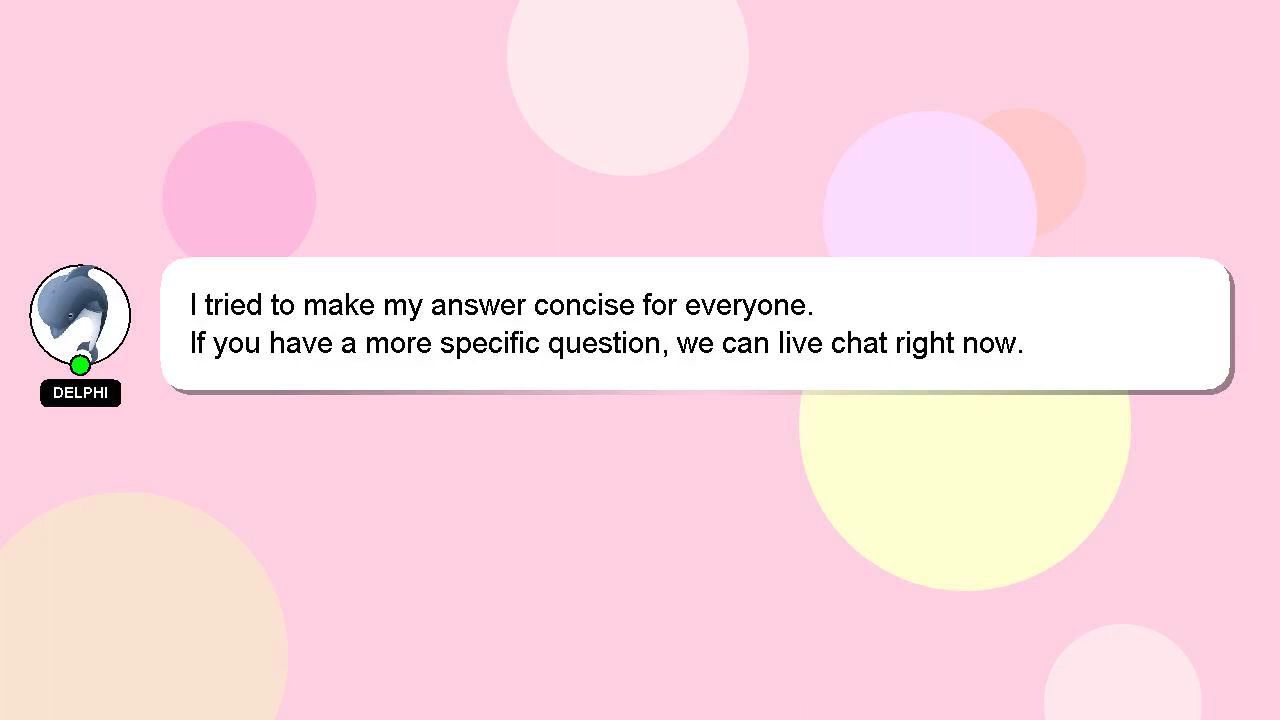 I tried to make my answer concise for everyone.
If you have a more specific question, we can live chat right now.
DELPHI